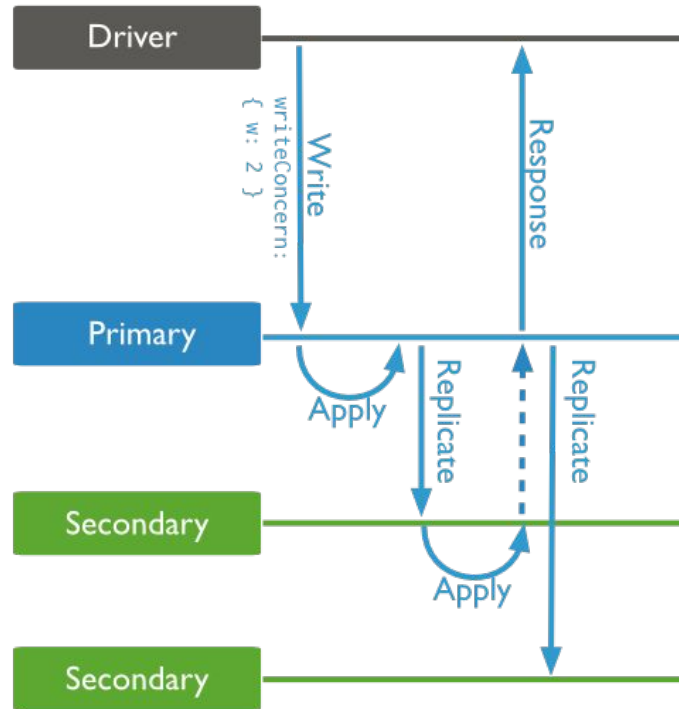 Driver
Write
writeConcern:
{ w: 2 }
Response
Primary
Apply
Replicate
Replicate
Secondary
Apply
Secondary